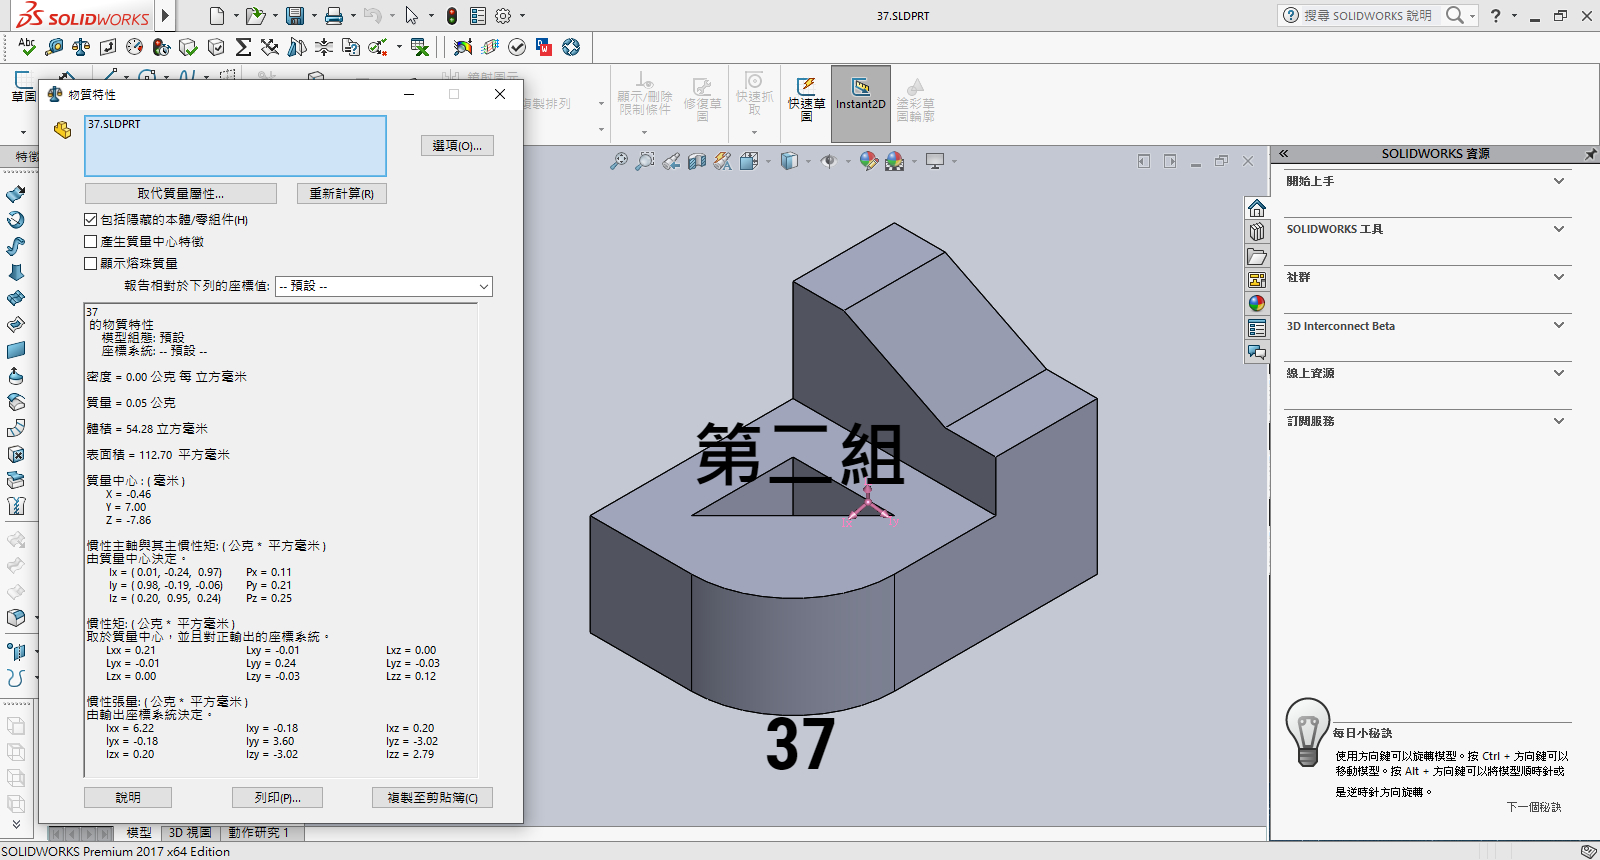 SOLIDWORKS
37.SLDPRT
搜尋 SOLIDWORKS 說明
?
Abc
草圖
鏡射圖元
複製排列
顯示/刪除
限制條件
修復草
圖
快速抓
取
快速草
圖
Instant2D
塗彩草
圖輪廓
特徵
物質特性
37.SLDPRT
選項(O)...
取代質量屬性...
重新計算(R)
包括隱藏的本體/零組件(H)
產生質量中心特徵
顯示熔珠質量
報告相對於下列的座標值:
-- 預設 --
37
的物質特性
模型組態: 預設
座標系統: -- 預設 --
密度 = 0.00 公克 每 立方毫米
質量 = 0.05 公克
體積 = 54.28 立方毫米
表面積 = 112.70 平方毫米
質量中心 : ( 毫米 )
X = -0.46
Y = 7.00
Z = -7.86
慣性主軸與其主慣性矩: ( 公克 * 平方毫米 )
由質量中心決定。
Ix = ( 0.01, -0.24, 0.97) Px = 0.11
Iy = ( 0.98, -0.19, -0.06) Py = 0.21
Iz = ( 0.20, 0.95, 0.24) Pz = 0.25
慣性矩: ( 公克 * 平方毫米 )
取於質量中心，並且對正輸出的座標系統。
Lxx = 0.21 Lxy = -0.01 Lxz = 0.00
Lyx = -0.01 Lyy = 0.24 Lyz = -0.03
Lzx = 0.00 Lzy = -0.03 Lzz = 0.12
慣性張量: ( 公克 * 平方毫米 )
由輸出座標系統決定。
Ixx = 6.22 Ixy = -0.18 Ixz = 0.20
Iyx = -0.18 Iyy = 3.60 Iyz = -3.02
Izx = 0.20 Izy = -3.02 Izz = 2.79
說明
列印(P)...
複製至剪貼簿(C)
第二組
37
SOLIDWORKS 資源
開始上手
SOLIDWORKS 工具
社群
3D Interconnect Beta
線上資源
訂閱服務
每日小秘訣
使用方向鍵可以旋轉模型。按 Ctrl + 方向鍵可以
移動模型。按 Alt + 方向鍵可以將模型順時針或
是逆時針方向旋轉。
下一個秘訣
模型
3D 視圖
動作研究 1
SOLIDWORKS Premium 2017 x64 Edition